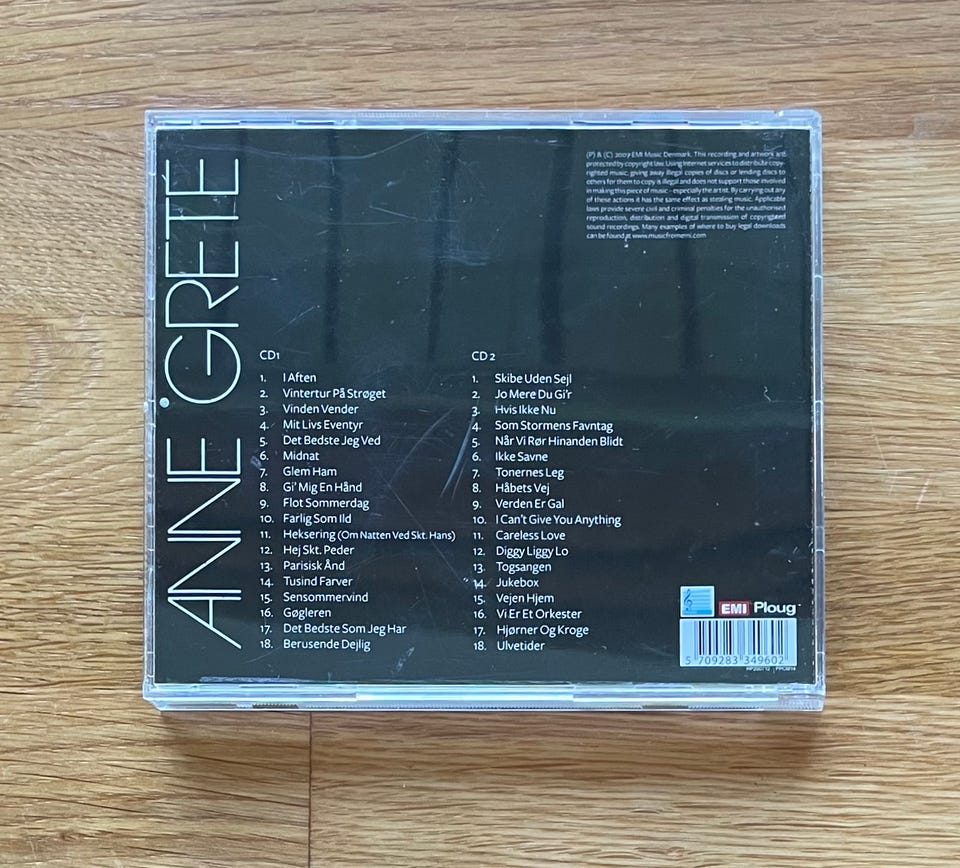 ANNE GRETE
(P) & (C) 2007 EMI Music Denmark. This recording and artwork are
protected by copyright law. Using Internet services to distribute copy-
righted music, giving away illegal copies of discs or lending discs to
others for them to copy is illegal and does not support those involved
in making this piece of music - especially the artist. By carrying out any
of these actions it has the same effect as stealing music. Applicable
laws provide severe civil and criminal penalties for the unauthorised
reproduction, distribution and digital transmission of copyrighted
sound recordings. Many examples of where to buy legal downloads
can be found at www.musicfromemi.com
CD1
1. I Aften
2. Vintertur På Strøget
3. Vinden Vender
4. Mit Livs Eventyr
5. Det Bedste Jeg Ved
6. Midnat
7. Glem Ham
8. Gi' Mig En Hånd
9. Flot Sommerdag
10. Farlig Som Ild
11. Heksering (Om Natten Ved Skt. Hans)
12. Hej Skt. Peder
13. Parisisk Ånd
14. Tusind Farver
15. Sensommervind
16. Gøgleren
17. Det Bedste Som Jeg Har
18. Berusende Dejlig
CD 2
1. Skibe Uden Sejl
2. Jo Mere Du Gi'r
3. Hvis Ikke Nu
4. Som Stormens Favntag
5. Når Vi Rør Hinanden Blidt
6. Ikke Savne
7. Tonernes Leg
8. Håbets Vej
9. Verden Er Gal
10. I Can't Give You Anything
11. Careless Love
12. Diggy Liggy Lo
13. Togsangen
14. Jukebox
15. Vejen Hjem
16. Vi Er Et Orkester
17. Hjørner Og Kroge
18. Ulvetider
EMI Ploug
5 709283 349602